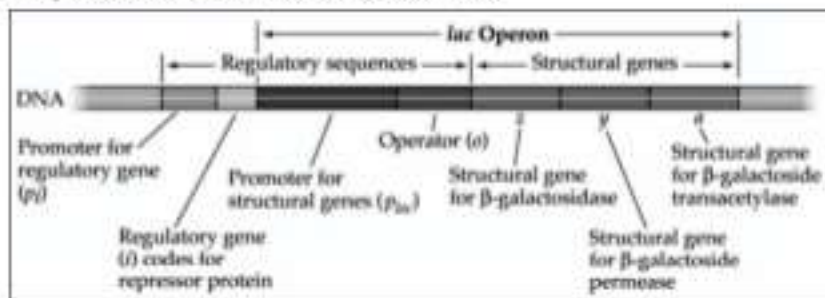 lac Operon
Regulatory sequences
Structural genes
DNA
Promoter for
regulatory gene
(pi)
Regulatory gene
(i) codes for
repressor protein
Promoter for
structural genes (plac)
Operator (o)
z
Structural gene
for β-galactosidase
y
Structural gene
for β-galactoside
permease
a
Structural gene
for β-galactoside
transacetylase